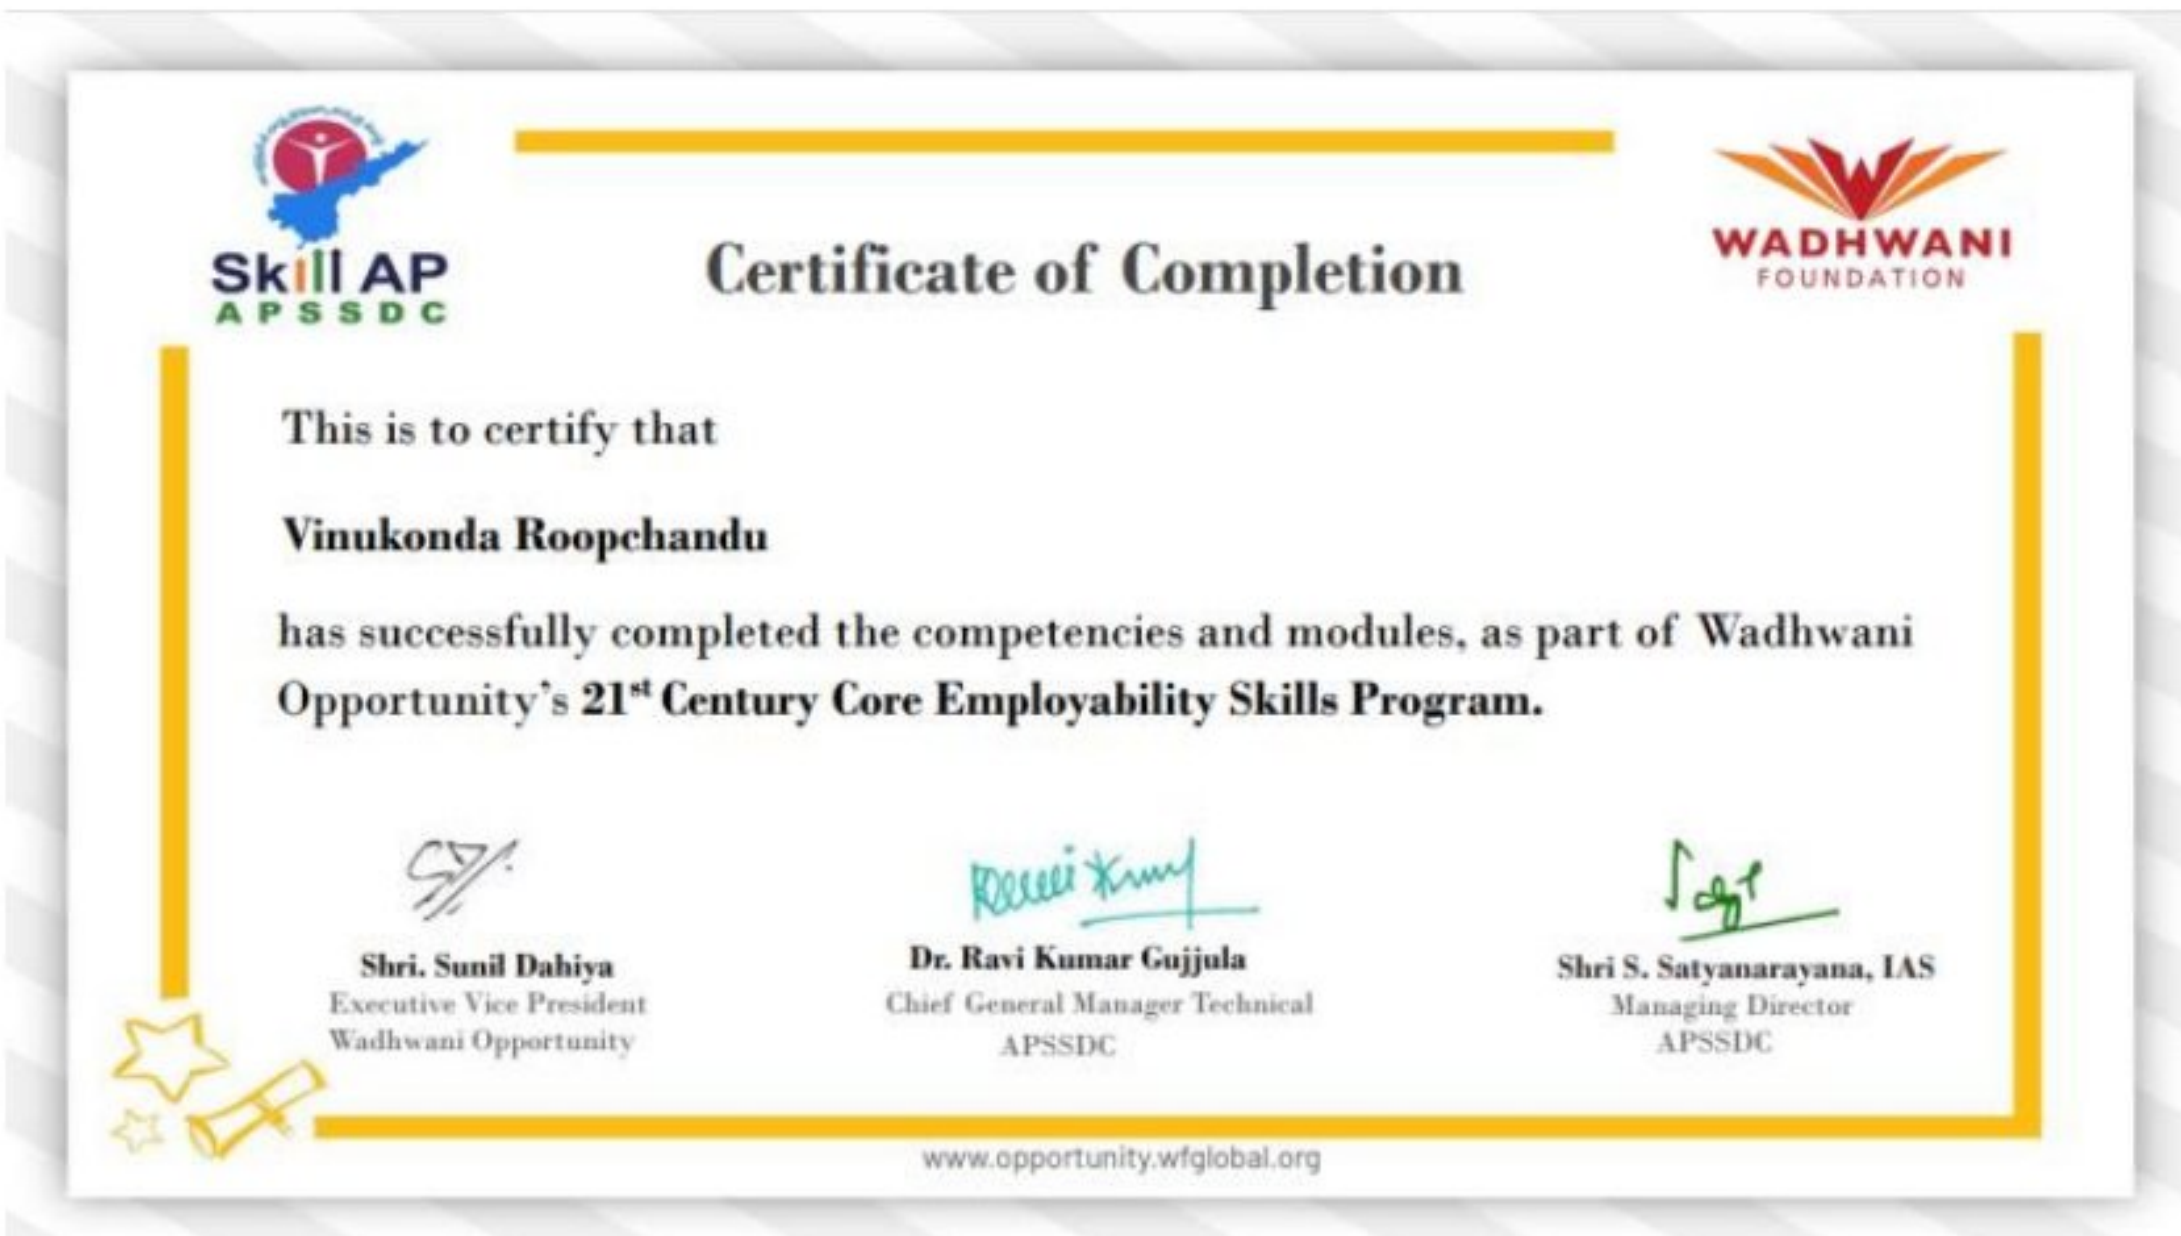 Skill AP
APSSDC
WADHWANI
FOUNDATION
Certificate of Completion
This is to certify that
Vinukonda Roopchandu
has successfully completed the competencies and modules, as part of Wadhwani
Opportunity's 21st Century Core Employability Skills Program.
Shri. Sunil Dahiya
Executive Vice President
Wadhwani Opportunity
Dr. Ravi Kumar Gujjula
Chief General Manager Technical
APSSDC
Shri S. Satyanarayana, IAS
Managing Director
APSSDC
www.opportunity.wfglobal.org